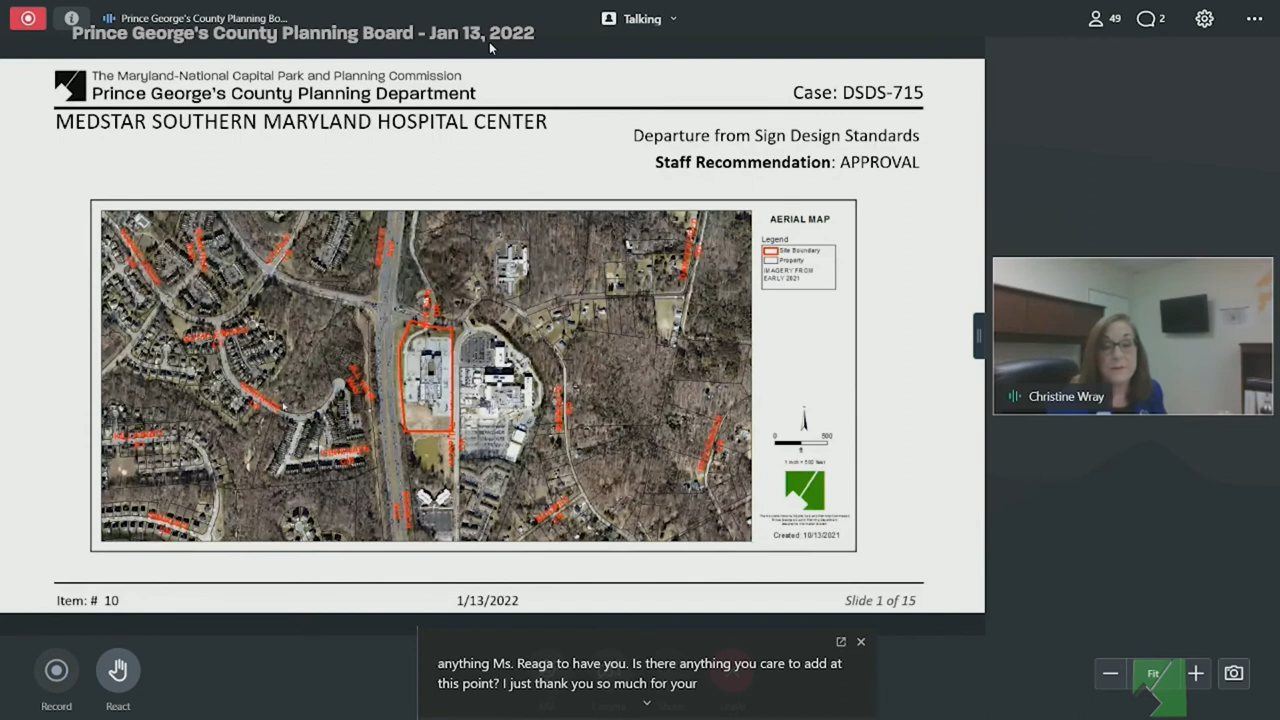 Prince George's County Planning Bo...
Talking
49
2
Prince George's County Planning Board - Jan 13, 2022
The Maryland-National Capital Park and Planning Commission
Prince George's County Planning Department
Case: DSDS-715
MEDSTAR SOUTHERN MARYLAND HOSPITAL CENTER
Departure from Sign Design Standards
Staff Recommendation: APPROVAL
AERIAL MAP
Legend
Site Boundary
Property
IMAGERY FROM
EARLY 2021
0 500
ft
Created: 10/13/2021
Christine Wray
Item: # 10
1/13/2022
Slide 1 of 15
anything Ms. Reaga to have you. Is there anything you care to add at
this point? I just thank you so much for your
Record
React
Fit